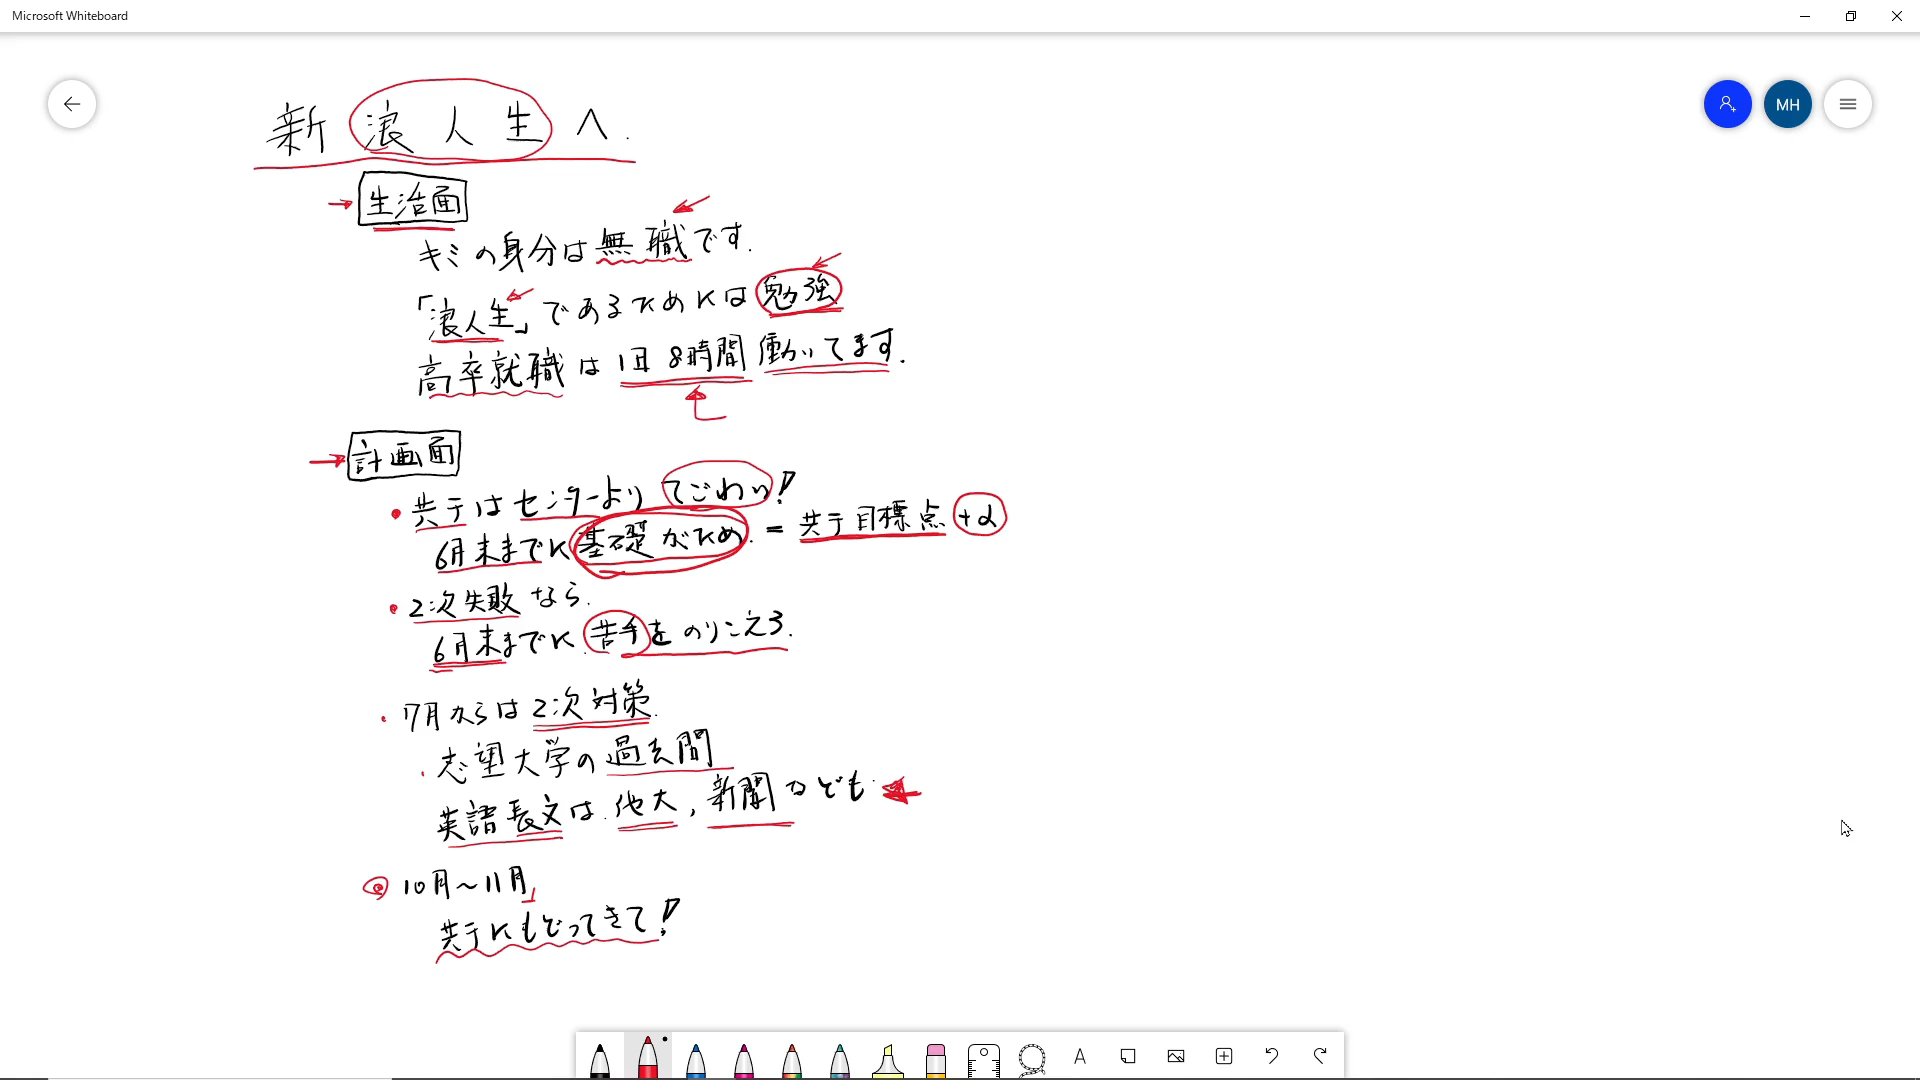 Microsoft Whiteboard
MH
新 浪人生へ.
生活面
キミの身分は無職です.
「浪人生」であるためには勉強
高卒就職は1日8時間働いてます.
計画面
・共テはセンターよりてごわい!
6月末までに基礎がため. = 共テ目標点+α
・2次失敗なら.
6月末までに苦手をのりこえろ.
・7月からは2次対策.
・志望大学の過去問
英語長文は.他大,新聞なども.
10月~11月
共テにもどってきて!
A